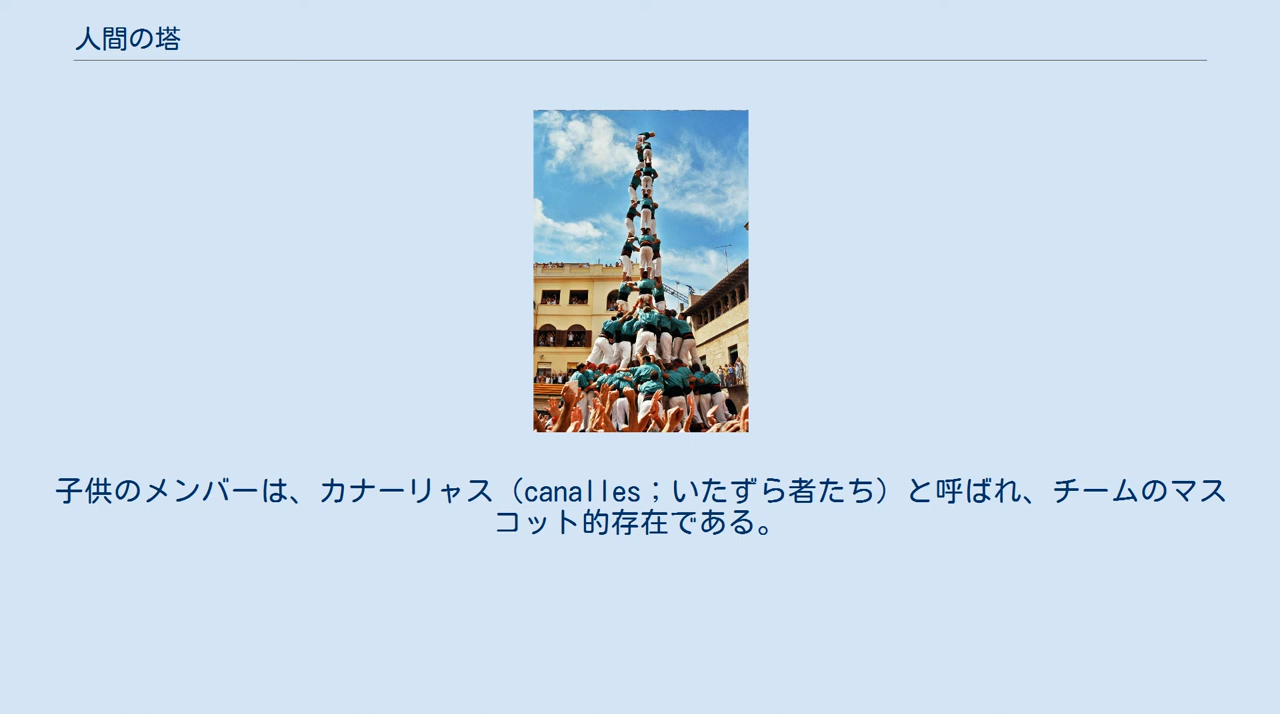 人間の塔
子供のメンバーは、カナーリャス（canalles；いたずら者たち）と呼ばれ、チームのマス
コット的存在である。